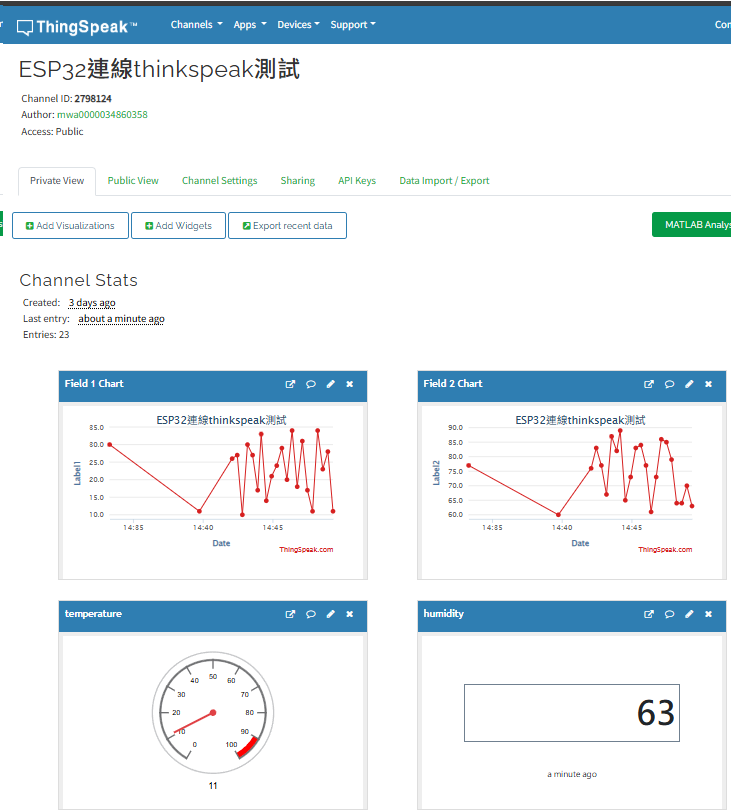 ThingSpeak™ Channels Apps Devices Support
ESP32連線thinkspeak測試
Channel ID: 2798124
Author: mwa0000034860358
Access: Public
Private View Public View Channel Settings Sharing API Keys Data Import / Export
Add Visualizations Add Widgets Export recent data MATLAB Analys
Channel Stats
Created: 3 days ago
Last entry: about a minute ago
Entries: 23
Field 1 Chart
ESP32連線thinkspeak測試
Label1
85.0
80.0
25.0
20.0
15.0
10.0
14:85 14:40 14:45
Date
ThingSpeak.com
Field 2 Chart
ESP32連線thinkspeak測試
Label2
90.0
85.0
80.0
75.0
70.0
65.0
60.0
14:85 14:40 14:45
Date
ThingSpeak.com
temperature
0 10 20 30 40 50 60 70 80 90 100
11
humidity
63
a minute ago